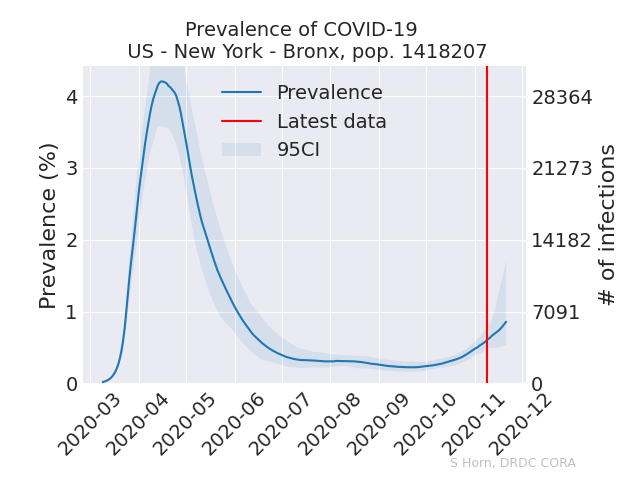 Prevalence of COVID-19
US - New York - Bronx, pop. 1418207
Prevalence
Latest data
95CI
Prevalence (%)
4
3
2
1
0
28364
21273
14182
7091
0
# of infections
2020-03
2020-04
2020-05
2020-06
2020-07
2020-08
2020-09
2020-10
2020-11
2020-12
S Horn, DRDC CORA